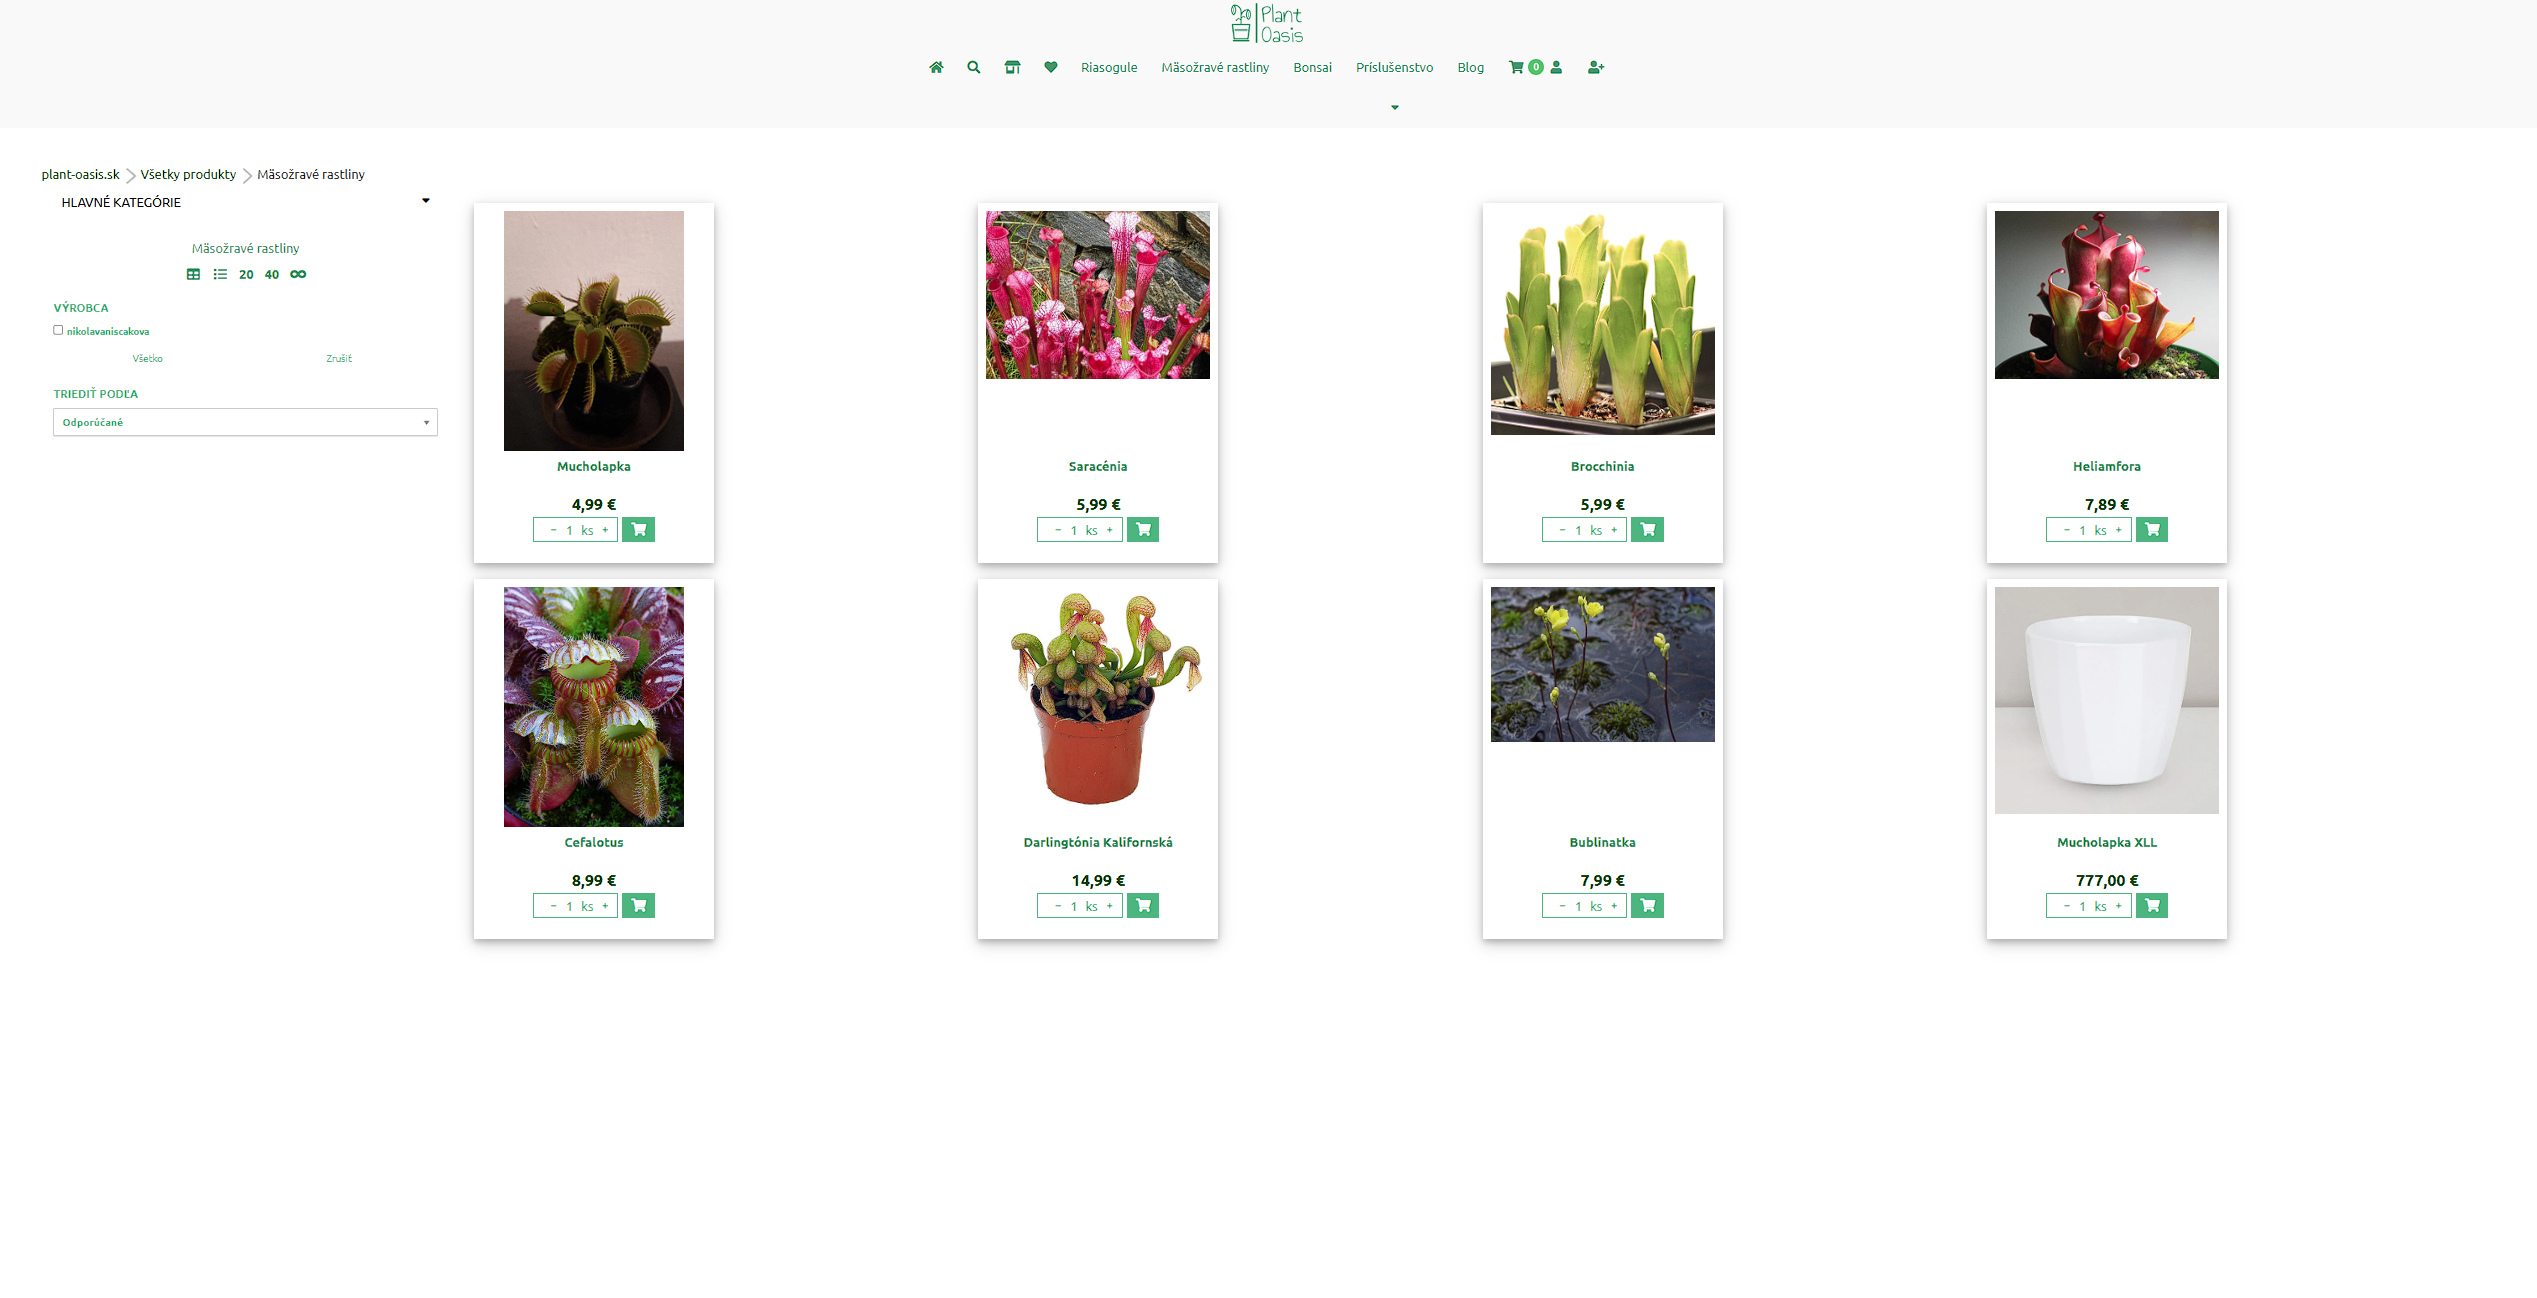 Plant
Oasis
Riasogule Mäsožravé rastliny Bonsai Príslušenstvo Blog 0
plant-oasis.sk Všetky produkty Mäsožravé rastliny
HLAVNÉ KATEGÓRIE
Mäsožravé rastliny
20 40
VÝROBCA
nikolavaniscakova
Všetko Zrušiť
TRIEDIŤ PODĽA
Odporúčané
Mucholapka
4,99 €
− 1 ks +
Saracénia
5,99 €
− 1 ks +
Brocchinia
5,99 €
− 1 ks +
Heliamfora
7,89 €
− 1 ks +
Cefalotus
8,99 €
− 1 ks +
Darlingtónia Kalifornská
14,99 €
− 1 ks +
Bublinatka
7,99 €
− 1 ks +
Mucholapka XLL
777,00 €
− 1 ks +